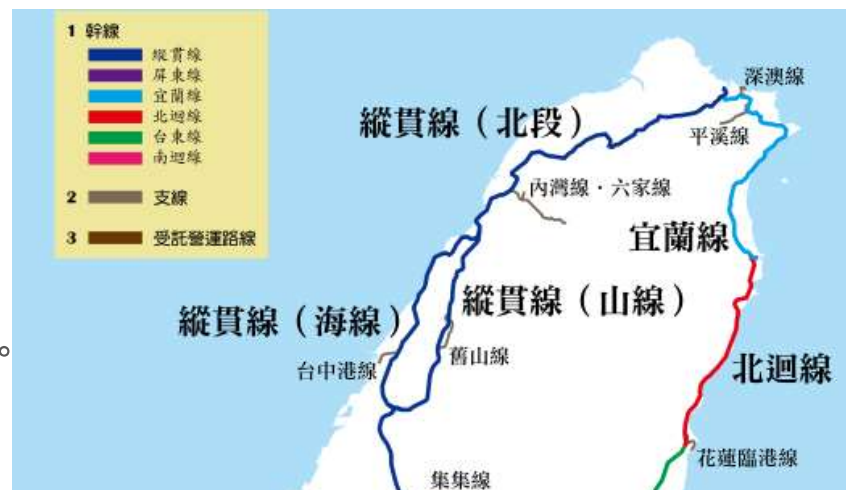 1 幹線
縱貫線
屏東線
宜蘭線
北迴線
台東線
南迴線
2 支線
3 受託營運路線
深澳線
縱貫線（北段）
平溪線
內灣線．六家線
宜蘭線
縱貫線（山線）
縱貫線（海線）
。
舊山線
台中港線
北迴線
花蓮臨港線
集集線